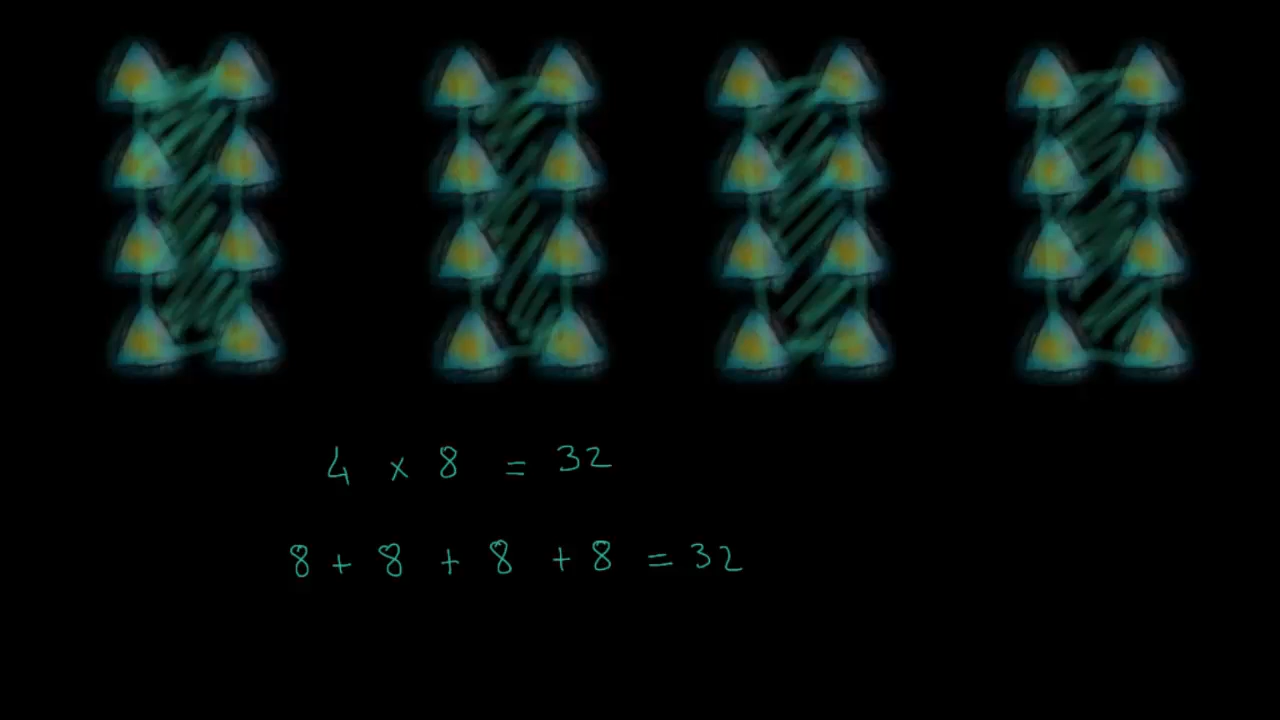 4 × 8 = 32
8 + 8 + 8 + 8 = 32